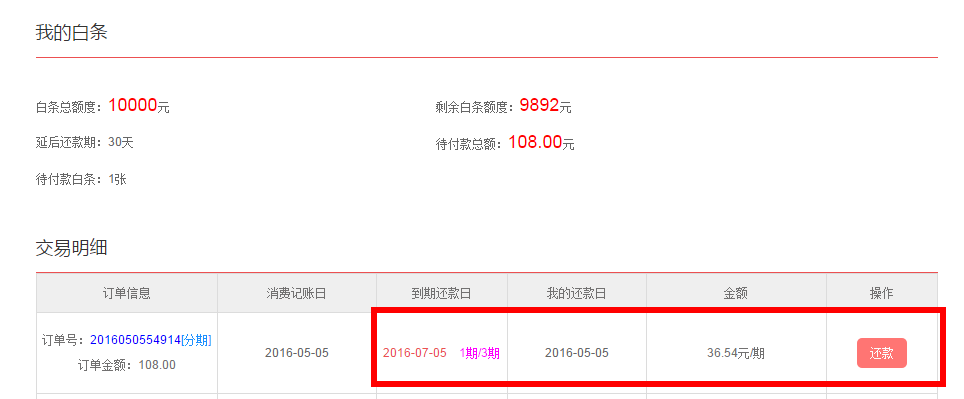 我的白条
白条总额度：10000元 剩余白条额度：9892元
延后还款期：30天 待付款总额：108.00元
待付款白条：1张
交易明细
订单信息 消费记账日 到期还款日 我的还款日 金额 操作
订单号：2016050554914[分期]
2016-05-05 2016-07-05 1期/3期 2016-05-05 36.54元/期 还款
订单金额：108.00